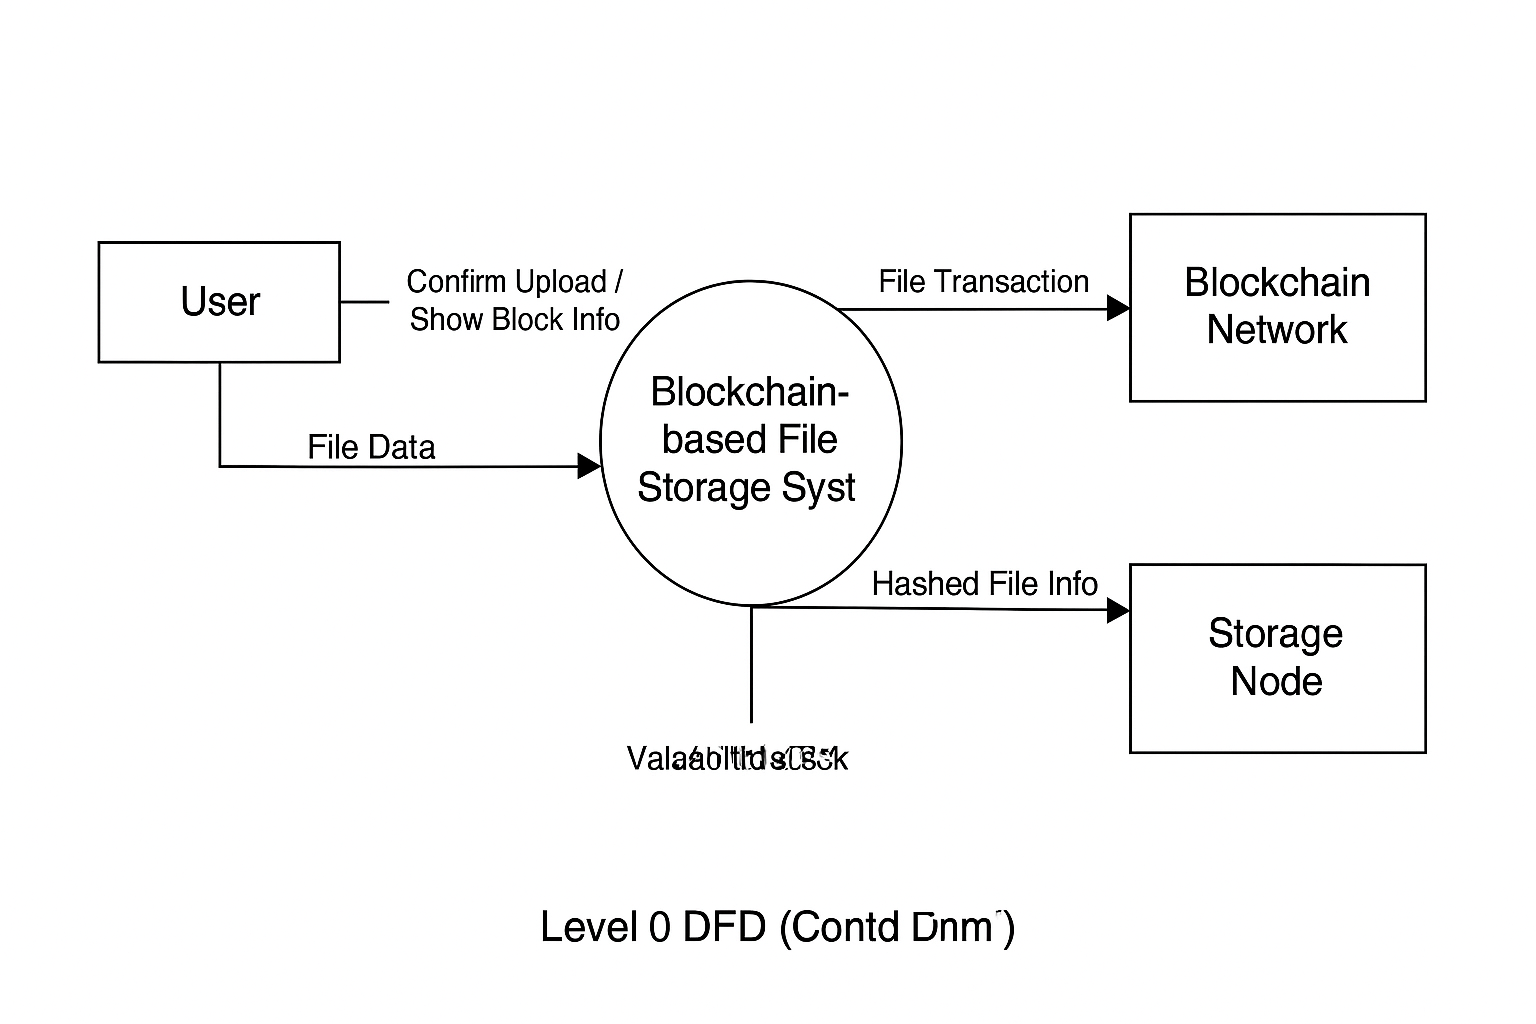 User
Confirm Upload /
Show Block Info
File Data
Blockchain-
based File
Storage Syst
File Transaction
Blockchain
Network
Hashed File Info
Storage
Node
Level 0 DFD (Contd